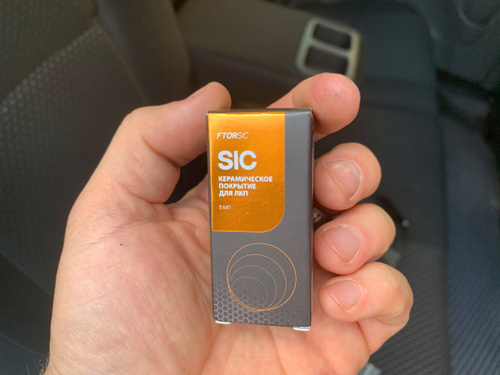 FTORSIC
SIC
КЕРАМИЧЕСКОЕ
ПОКРЫТИЕ
ДЛЯ ЛКП
5 МЛ